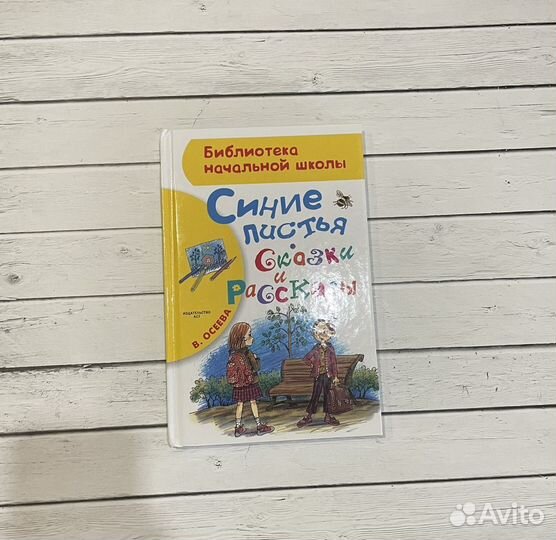 Библиотека
начальной школы
Синие
листья
Сказки
и
Рассказы
ИЗДАТЕЛЬСТВО
АСТ
В. ОСЕЕВА
Avito